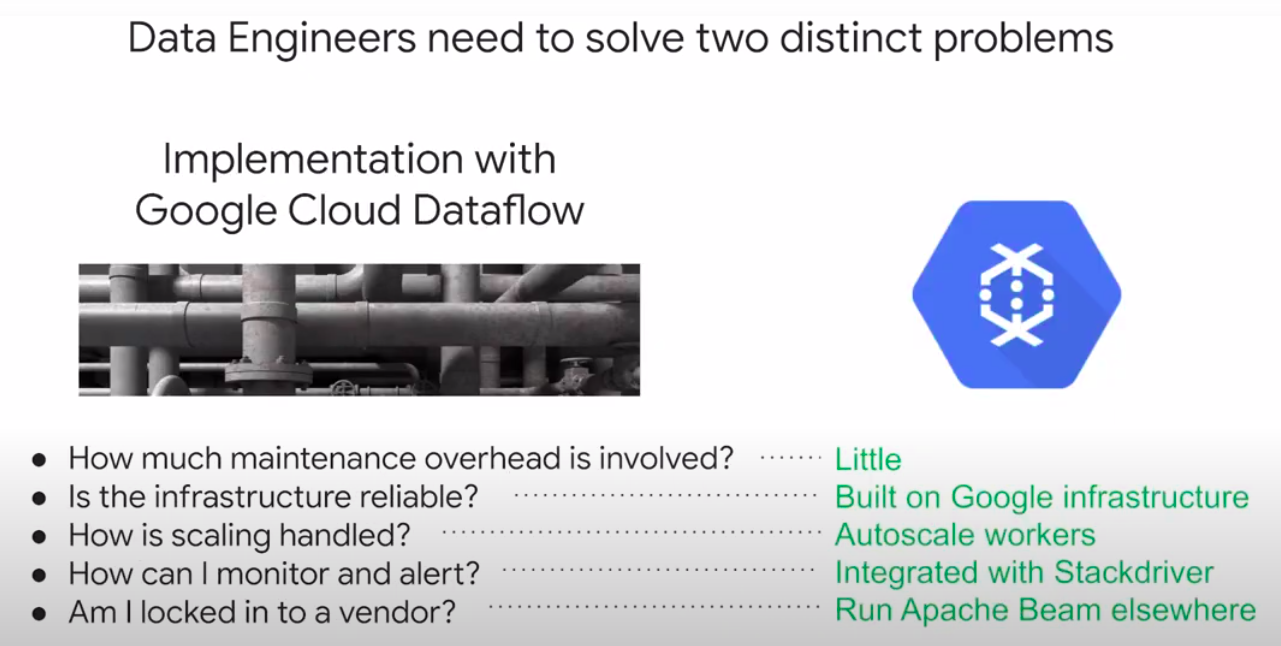 Data Engineers need to solve two distinct problems
Implementation with
Google Cloud Dataflow
● How much maintenance overhead is involved? ....... Little
● Is the infrastructure reliable? ................................ Built on Google infrastructure
● How is scaling handled? ........................................ Autoscale workers
● How can I monitor and alert? ................................. Integrated with Stackdriver
● Am I locked in to a vendor? ................................... Run Apache Beam elsewhere